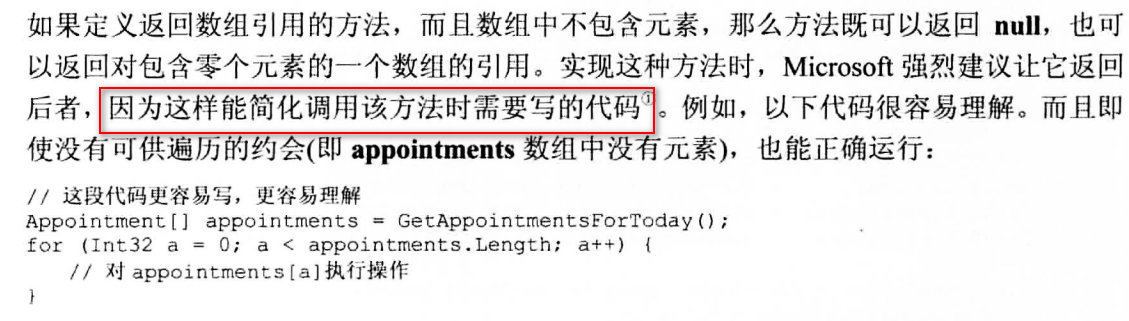 如果定义返回数组引用的方法，而且数组中不包含元素，那么方法既可以返回 null，也可
以返回对包含零个元素的一个数组的引用。实现这种方法时，Microsoft 强烈建议让它返回
后者，因为这样能简化调用该方法时需要写的代码①。例如，以下代码很容易理解。而且即
使没有可供遍历的约会(即 appointments 数组中没有元素)，也能正确运行：
// 这段代码更容易写，更容易理解
Appointment[] appointments = GetAppointmentsForToday();
for (Int32 a = 0; a < appointments.Length; a++) {
// 对 appointments[a]执行操作
}